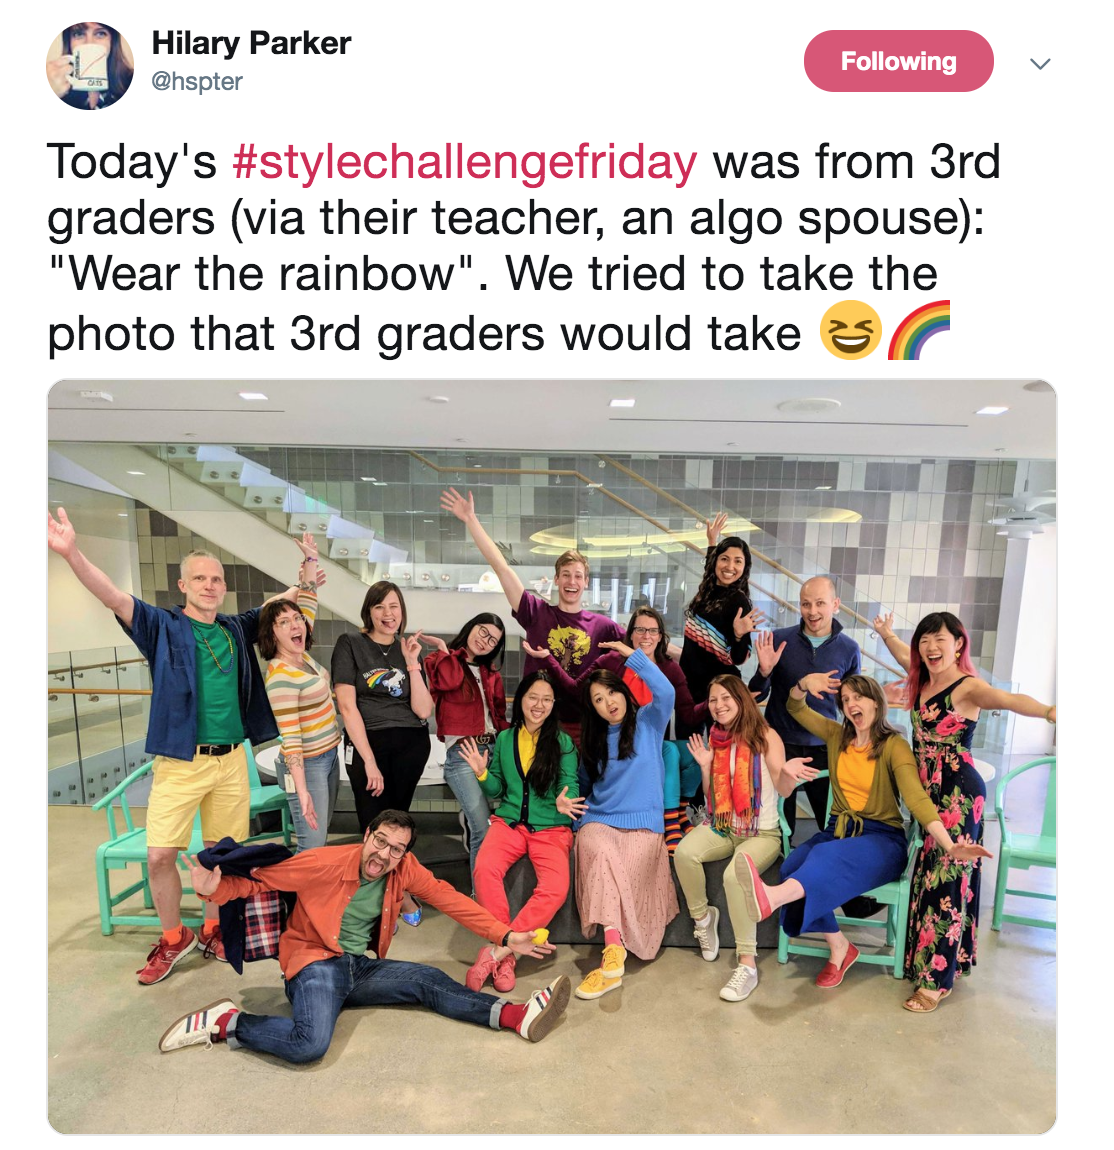 Hilary Parker
@hspter
Following
Today's #stylechallengefriday was from 3rd
graders (via their teacher, an algo spouse):
"Wear the rainbow". We tried to take the
photo that 3rd graders would take 😆🌈